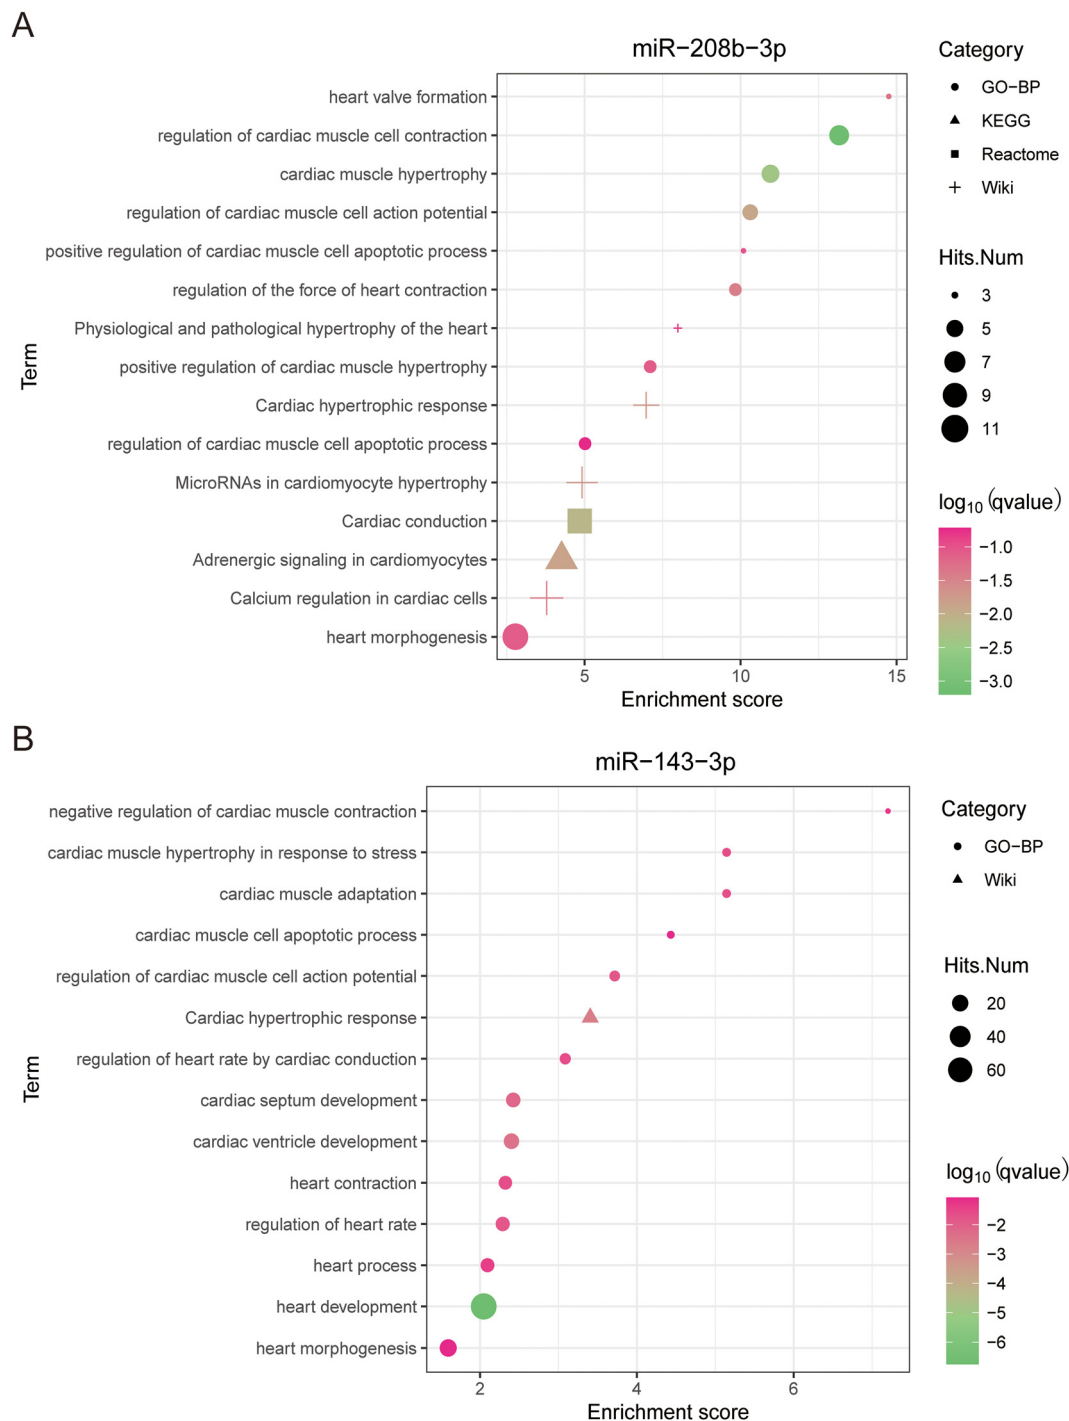 A
miR−208b−3p
heart valve formation
regulation of cardiac muscle cell contraction
cardiac muscle hypertrophy
regulation of cardiac muscle cell action potential
positive regulation of cardiac muscle cell apoptotic process
regulation of the force of heart contraction
Physiological and pathological hypertrophy of the heart
positive regulation of cardiac muscle hypertrophy
Cardiac hypertrophic response
regulation of cardiac muscle cell apoptotic process
MicroRNAs in cardiomyocyte hypertrophy
Cardiac conduction
Adrenergic signaling in cardiomyocytes
Calcium regulation in cardiac cells
heart morphogenesis
Term
5 10 15
Enrichment score
Category
GO−BP
KEGG
Reactome
Wiki
Hits.Num
3
5
7
9
11
log10(qvalue)
−1.0
−1.5
−2.0
−2.5
−3.0
B
miR−143−3p
negative regulation of cardiac muscle contraction
cardiac muscle hypertrophy in response to stress
cardiac muscle adaptation
cardiac muscle cell apoptotic process
regulation of cardiac muscle cell action potential
Cardiac hypertrophic response
regulation of heart rate by cardiac conduction
cardiac septum development
cardiac ventricle development
heart contraction
regulation of heart rate
heart process
heart development
heart morphogenesis
Term
2 4 6
Enrichment score
Category
GO−BP
Wiki
Hits.Num
20
40
60
log10(qvalue)
−2
−3
−4
−5
−6